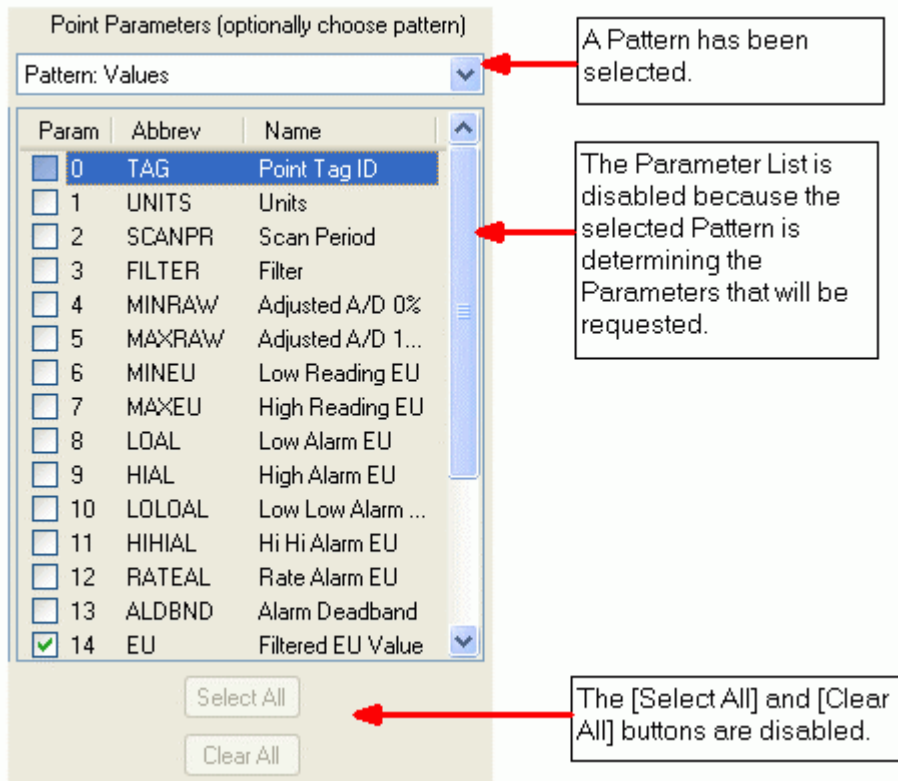 Point Parameters (optionally choose pattern)
Pattern: Values
Param Abbrev Name
0 TAG Point Tag ID
1 UNITS Units
2 SCANPR Scan Period
3 FILTER Filter
4 MINRAW Adjusted A/D 0%
5 MAXRAW Adjusted A/D 1...
6 MINEU Low Reading EU
7 MAXEU High Reading EU
8 LOAL Low Alarm EU
9 HIAL High Alarm EU
10 LOLOAL Low Low Alarm ...
11 HIHIAL Hi Hi Alarm EU
12 RATEAL Rate Alarm EU
13 ALDBND Alarm Deadband
14 EU Filtered EU Value
Select All
Clear All
A Pattern has been
selected.
The Parameter List is
disabled because the
selected Pattern is
determining the
Parameters that will be
requested.
The [Select All] and [Clear
All] buttons are disabled.